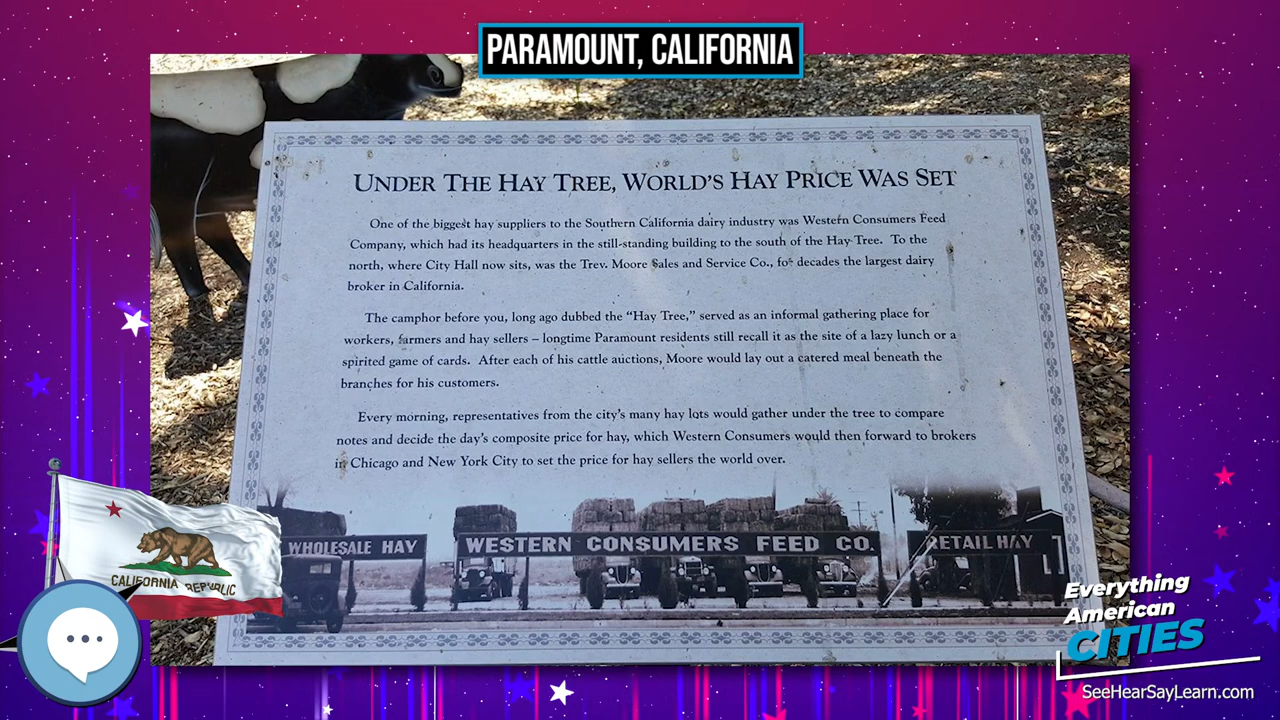 PARAMOUNT, CALIFORNIA
UNDER THE HAY TREE, WORLD'S HAY PRICE WAS SET
One of the biggest hay suppliers to the Southern California dairy industry was Western Consumers Feed
Company, which had its headquarters in the still-standing building to the south of the Hay Tree. To the
north, where City Hall now sits, was the Trev. Moore Sales and Service Co., for decades the largest dairy
broker in California.
The camphor before you, long ago dubbed the “Hay Tree,” served as an informal gathering place for
workers, farmers and hay sellers – longtime Paramount residents still recall it as the site of a lazy lunch or a
spirited game of cards. After each of his cattle auctions, Moore would lay out a catered meal beneath the
branches for his customers.
Every morning, representatives from the city's many hay lots would gather under the tree to compare
notes and decide the day's composite price for hay, which Western Consumers would then forward to brokers
in Chicago and New York City to set the price for hay sellers the world over.
WHOLESALE HAY
WESTERN CONSUMERS FEED CO.
RETAIL HAY
CALIFORNIA REPUBLIC
Everything
American
CITIES
SeeHearSayLearn.com